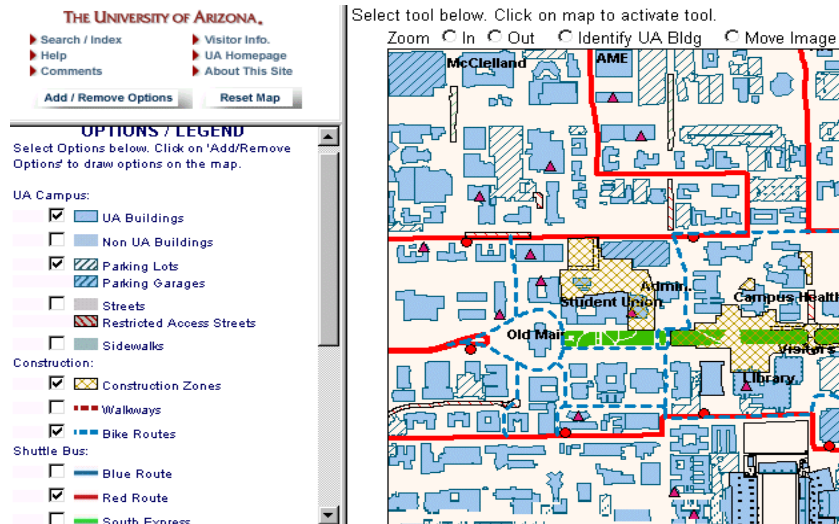 THE UNIVERSITY OF ARIZONA.
Search / Index
Visitor Info.
Help
UA Homepage
Comments
About This Site
Add / Remove Options
Reset Map
OPTIONS / LEGEND
Select Options below. Click on 'Add/Remove
Options' to draw options on the map.
UA Campus:
UA Buildings
Non UA Buildings
Parking Lots
Parking Garages
Streets
Restricted Access Streets
Sidewalks
Construction:
Construction Zones
Walkways
Bike Routes
Shuttle Bus:
Blue Route
Red Route
South Express
Select tool below. Click on map to activate tool.
Zoom In Out Identify UA Bldg Move Image
McClelland
AME
Admin.
Student Union
Campus Health
Old Main
Visitors
Library